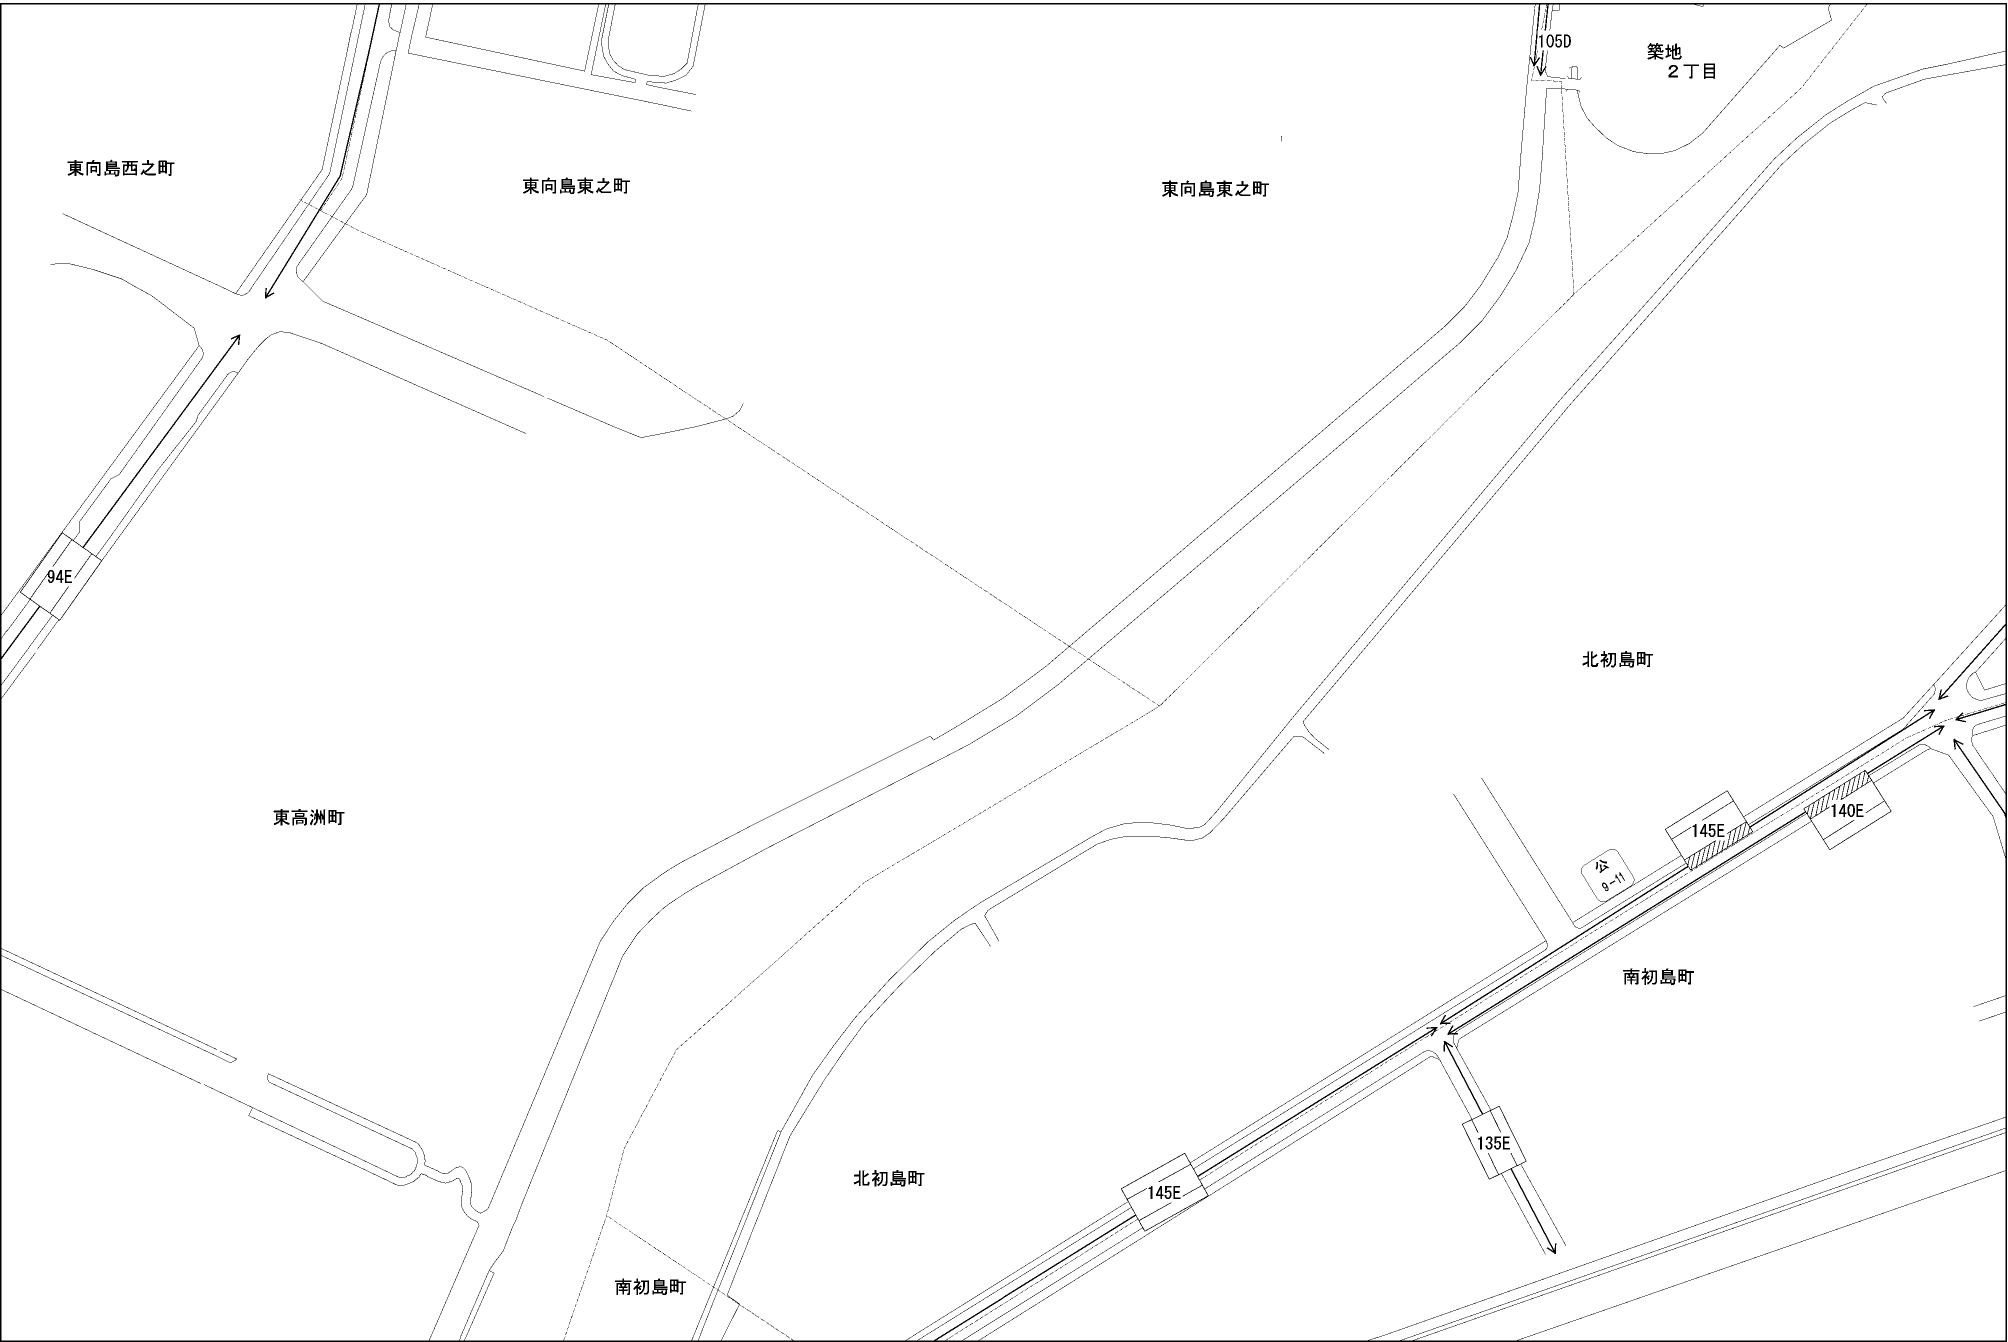 105D
築地
２丁目
東向島西之町
東向島東之町
東向島東之町
94E
北初島町
東高洲町
145E
140E
公
9-11
南初島町
135E
北初島町
145E
南初島町